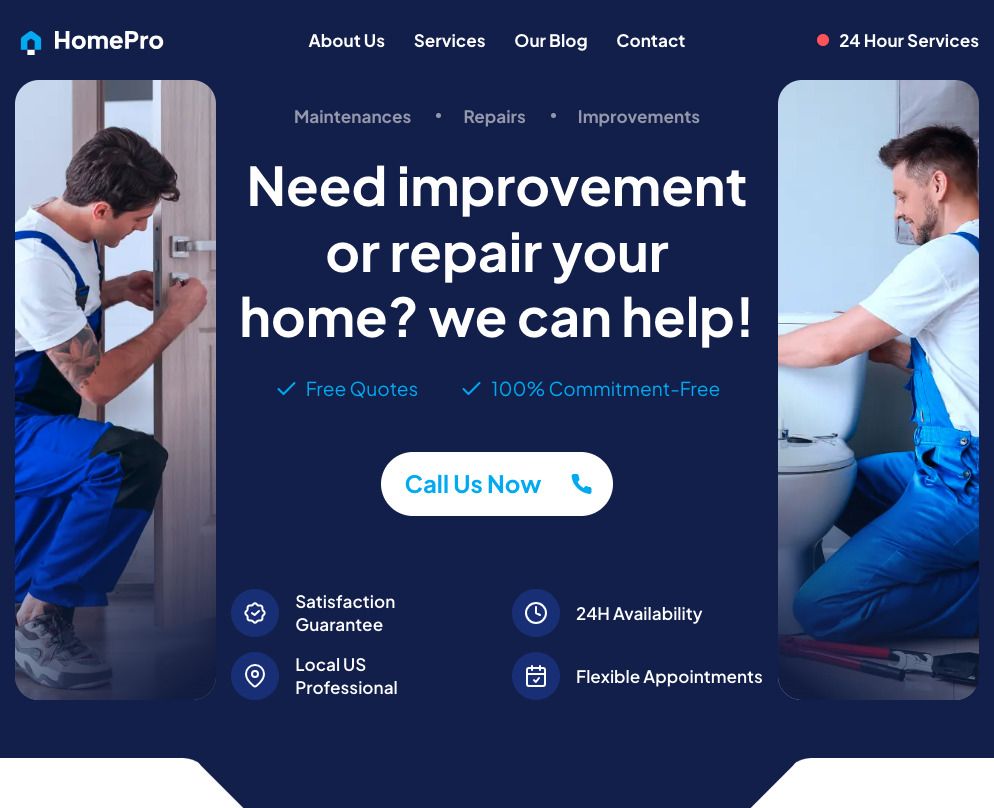 HomePro
About Us Services Our Blog Contact
24 Hour Services
Maintenances • Repairs • Improvements
Need improvement
or repair your
home? we can help!
Free Quotes
100% Commitment-Free
Call Us Now
Satisfaction
Guarantee
24H Availability
Local US
Professional
Flexible Appointments